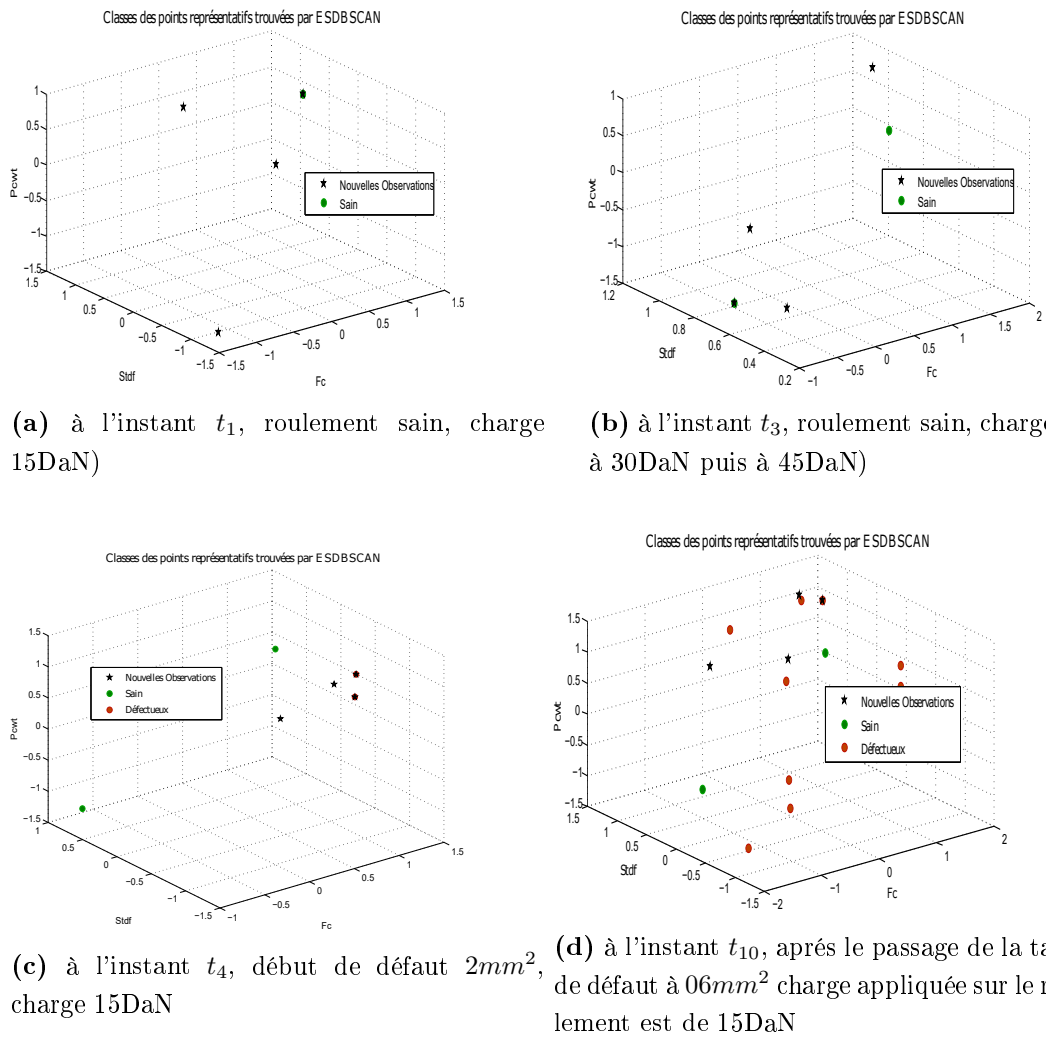 Classes des points représentatifs trouvées par ESDBSCAN
1
0.5
0
−0.5
−1
−1.5
Pcwt
1.5
1
0.5
0
−0.5
−1
−1.5
Stdf
−1.5
−1
−0.5
0
0.5
1
1.5
Fc
Nouvelles Observations
Sain
(a) à l'instant t1, roulement sain, charge
15DaN)
Classes des points représentatifs trouvées par ESDBSCAN
1
0.5
0
−0.5
−1
−1.5
Pcwt
1.2
1
0.8
0.6
0.4
0.2
Stdf
−1
−0.5
0
0.5
1
1.5
2
Fc
Nouvelles Observations
Sain
(b) à l'instant t3, roulement sain, charge
à 30DaN puis à 45DaN)
Classes des points représentatifs trouvées par ESDBSCAN
1.5
1
0.5
0
−0.5
−1
−1.5
Pcwt
1
0.5
0
−0.5
−1
−1.5
Stdf
−1
−0.5
0
0.5
1
1.5
Fc
Nouvelles Observations
Sain
Défectueux
(c) à l'instant t4, début de défaut 2mm², 
charge 15DaN
Classes des points représentatifs trouvées par ESDBSCAN
1.5
1
0.5
0
−0.5
−1
−1.5
Pcwt
1.5
1
0.5
0
−0.5
−1
−1.5
Stdf
−2
−1
0
1
2
Fc
Nouvelles Observations
Sain
Défectueux
(d) à l'instant t10, aprés le passage de la
de défaut à 06mm² charge appliquée sur le
lement est de 15DaN